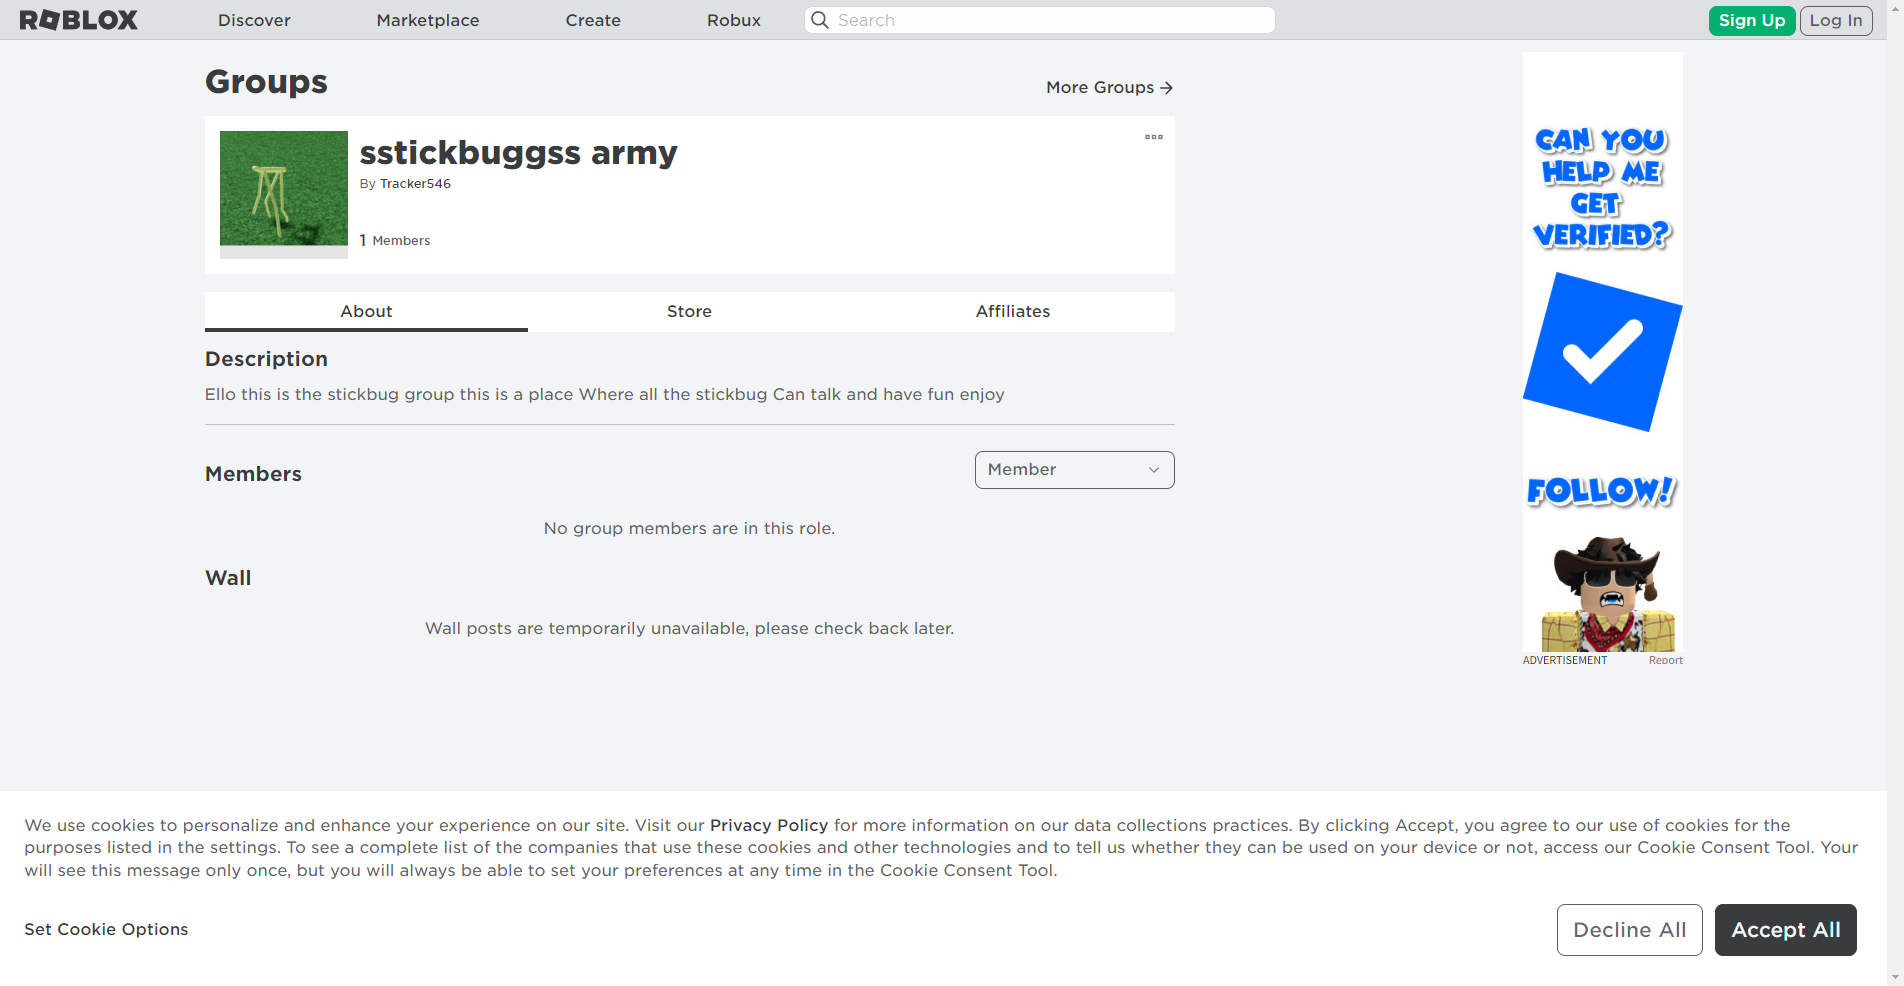 ROBLOX
Discover
Marketplace
Create
Robux
Search
Sign Up
Log In
Groups
More Groups
sstickbuggss army
By Tracker546
1 Members
About
Store
Affiliates
Description
Ello this is the stickbug group this is a place Where all the stickbug Can talk and have fun enjoy
Members
Member
No group members are in this role.
Wall
Wall posts are temporarily unavailable, please check back later.
CAN YOU
HELP ME
GET
VERIFIED?
FOLLOW!
ADVERTISEMENT
Report
We use cookies to personalize and enhance your experience on our site. Visit our Privacy Policy for more information on our data collections practices. By clicking Accept, you agree to our use of cookies for the
purposes listed in the settings. To see a complete list of the companies that use these cookies and other technologies and to tell us whether they can be used on your device or not, access our Cookie Consent Tool. Your
will see this message only once, but you will always be able to set your preferences at any time in the Cookie Consent Tool.
Set Cookie Options
Decline All
Accept All